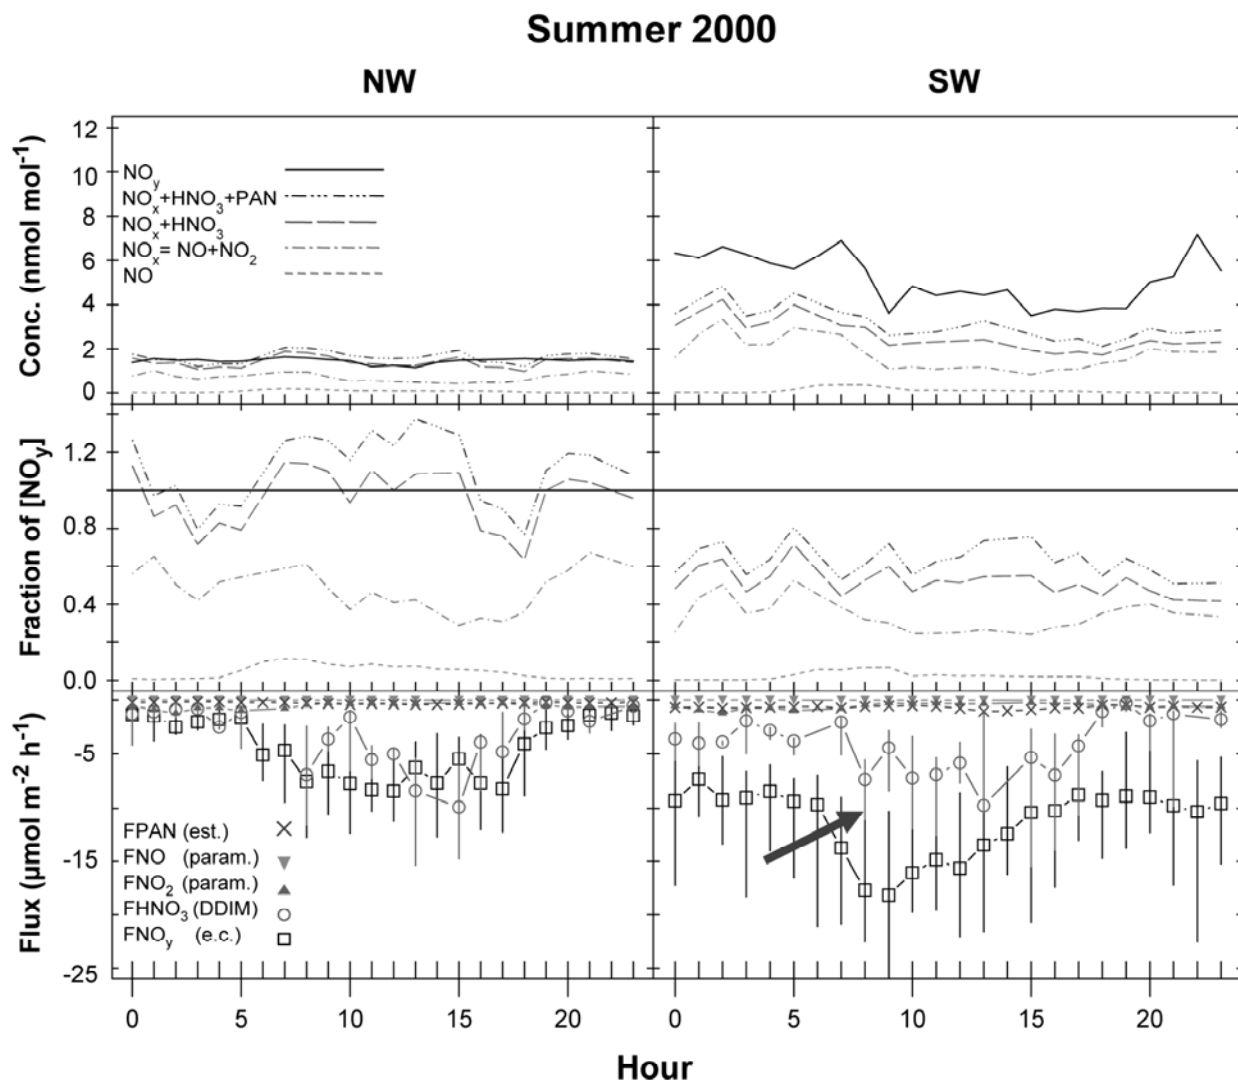 Summer 2000
NW SW
Conc. (nmol mol⁻¹)
12
10
8
6
4
2
0
NOy
NOx+HNO3+PAN
NOx+HNO3
NOx= NO+NO2
NO
Fraction of [NOy]
1.2
0.8
0.4
0.0
Flux (μmol m⁻² h⁻¹)
-5
-15
-25
FPAN (est.)
FNO (param.)
FNO2 (param.)
FHNO3 (DDIM)
FNOy (e.c.)
0 5 10 15 20 0 5 10 15 20
Hour